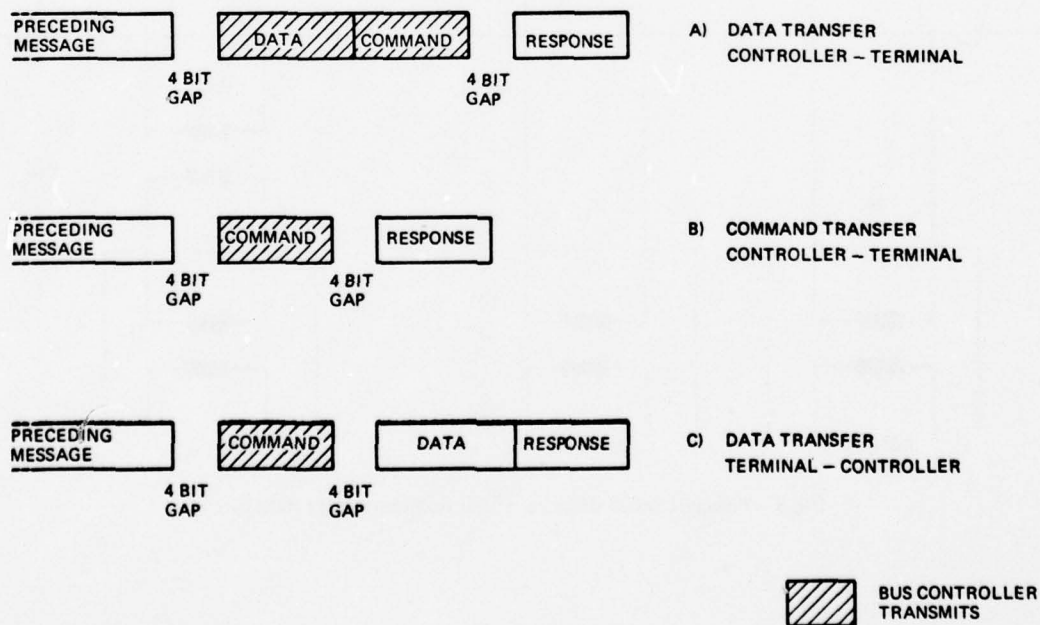 PRECEDING
MESSAGE
DATA
COMMAND
RESPONSE
4 BIT
GAP
4 BIT
GAP
A) DATA TRANSFER
CONTROLLER – TERMINAL
PRECEDING
MESSAGE
COMMAND
RESPONSE
4 BIT
GAP
4 BIT
GAP
B) COMMAND TRANSFER
CONTROLLER – TERMINAL
PRECEDING
MESSAGE
COMMAND
DATA
RESPONSE
4 BIT
GAP
4 BIT
GAP
C) DATA TRANSFER
TERMINAL – CONTROLLER
BUS CONTROLLER
TRANSMITS